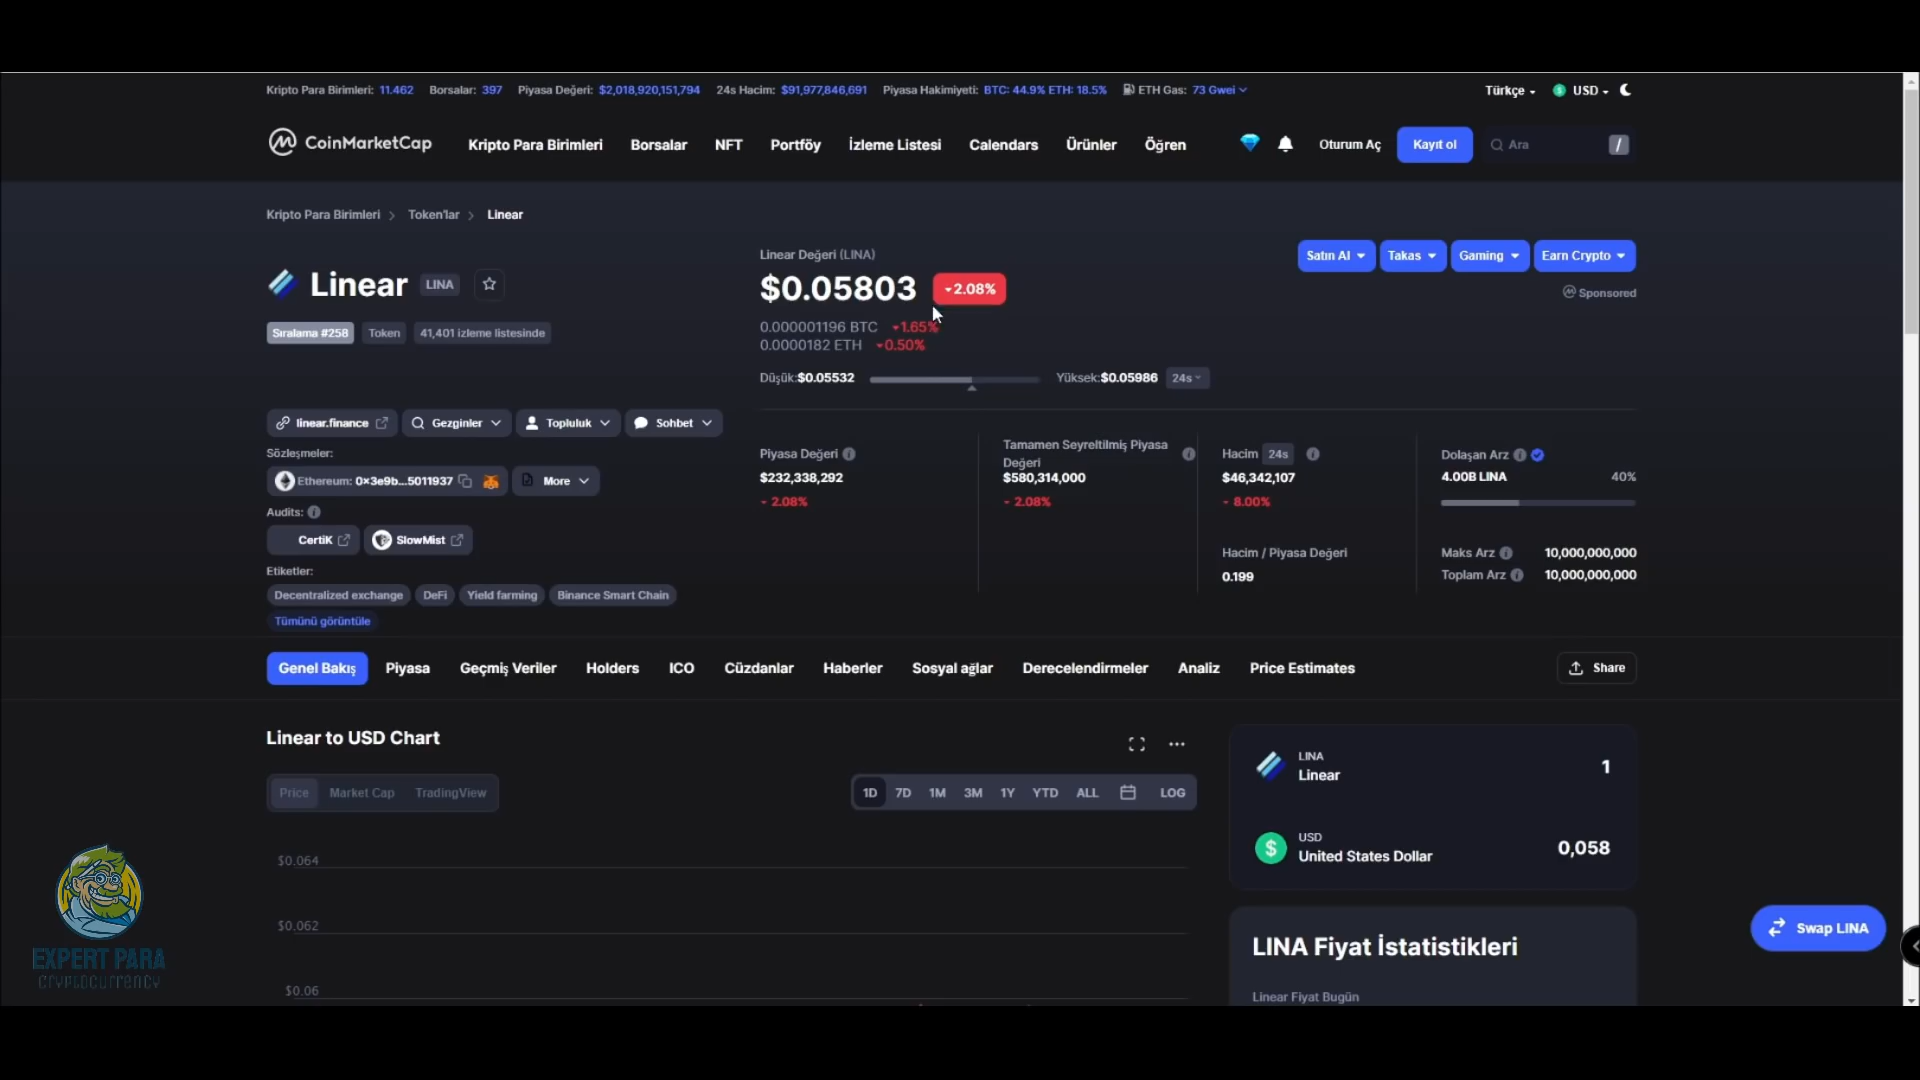 Kripto Para Birimleri: 11.462 Borsalar: 397 Piyasa Değeri: $2,018,920,151,794 24s Hacim: $91,977,846,691 Piyasa Hakimiyeti: BTC: 44.9% ETH: 18.5% ETH Gas: 73 Gwei Türkçe USD
CoinMarketCap Kripto Para Birimleri Borsalar NFT Portföy İzleme Listesi Calendars Ürünler Öğren Oturum Aç Kayıt ol Ara /
Kripto Para Birimleri > Token'lar > Linear
Linear LINA
Sıralama #258 Token 41,401 izleme listesinde
linear.finance Gezginler Topluluk Sohbet
Sözleşmeler:
Ethereum: 0x3e9b...5011937 More
Audits:
CertiK SlowMist
Etiketler:
Decentralized exchange DeFi Yield farming Binance Smart Chain
Tümünü görüntüle
Linear Değeri (LINA)
$0.05803 2.08%
0.000001196 BTC 1.65%
0.0000182 ETH 0.50%
Düşük:$0.05532 Yüksek:$0.05986 24s
Satın Al Takas Gaming Earn Crypto
Sponsored
Piyasa Değeri
$232,338,292
2.08%
Tamamen Seyreltilmiş Piyasa
Değeri
$580,314,000
2.08%
Hacim 24s
$46,342,107
8.00%
Hacim / Piyasa Değeri
0.199
Dolaşan Arz
4.00B LINA 40%
Maks Arz 10,000,000,000
Toplam Arz 10,000,000,000
Genel Bakış Piyasa Geçmiş Veriler Holders ICO Cüzdanlar Haberler Sosyal ağlar Derecelendirmeler Analiz Price Estimates Share
Linear to USD Chart
Price Market Cap TradingView 1D 7D 1M 3M 1Y YTD ALL LOG
$0.064
$0.062
$0.06
LINA
Linear 1
USD
United States Dollar 0,058
LINA Fiyat İstatistikleri
Linear Fiyat Bugün
Swap LINA
EXPERT PARA
CRYPTOCURRENCY